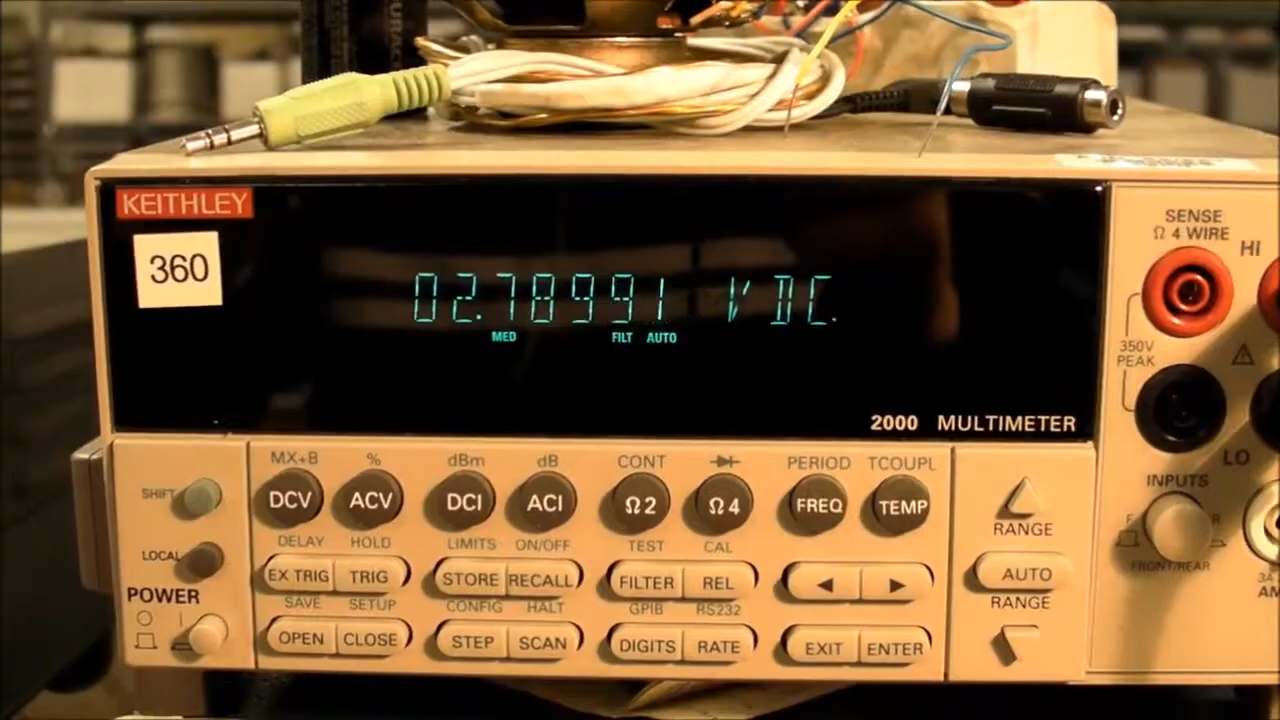 KEITHLEY
360
02.78991 VDC.
MED FILT AUTO
2000 MULTIMETER
SENSE
Ω 4 WIRE
HI
350V
PEAK
LO
INPUTS
F R
FRONT/REAR
3A
AM
MX+B % dBm dB CONT PERIOD TCOUPL
SHIFT DCV ACV DCI ACI Ω2 Ω4 FREQ TEMP
DELAY HOLD LIMITS ON/OFF TEST CAL
RANGE
LOCAL EX TRIG TRIG STORE RECALL FILTER REL
AUTO
RANGE
POWER
SAVE SETUP CONFIG HALT GPIB RS232
OPEN CLOSE STEP SCAN DIGITS RATE EXIT ENTER